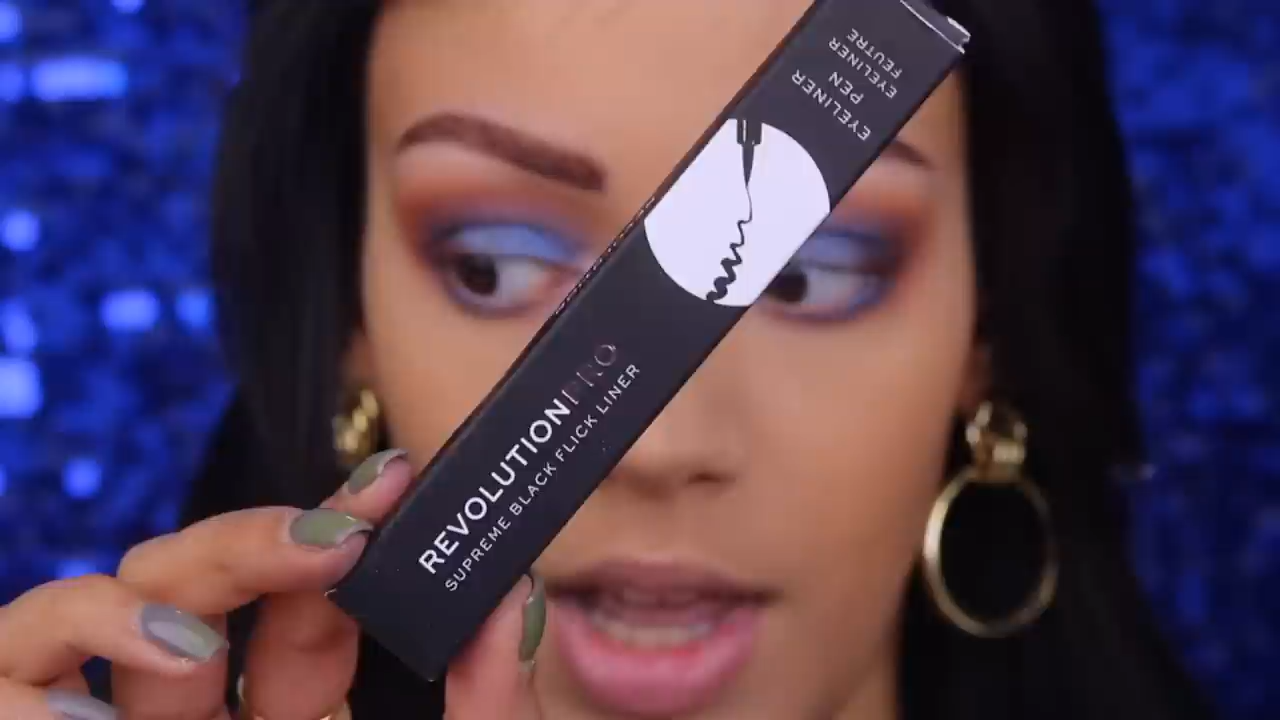 REVOLUTION|PRO
SUPREME BLACK FLICK LINER
EYELINER
PEN
EYELINER
FEUTRE